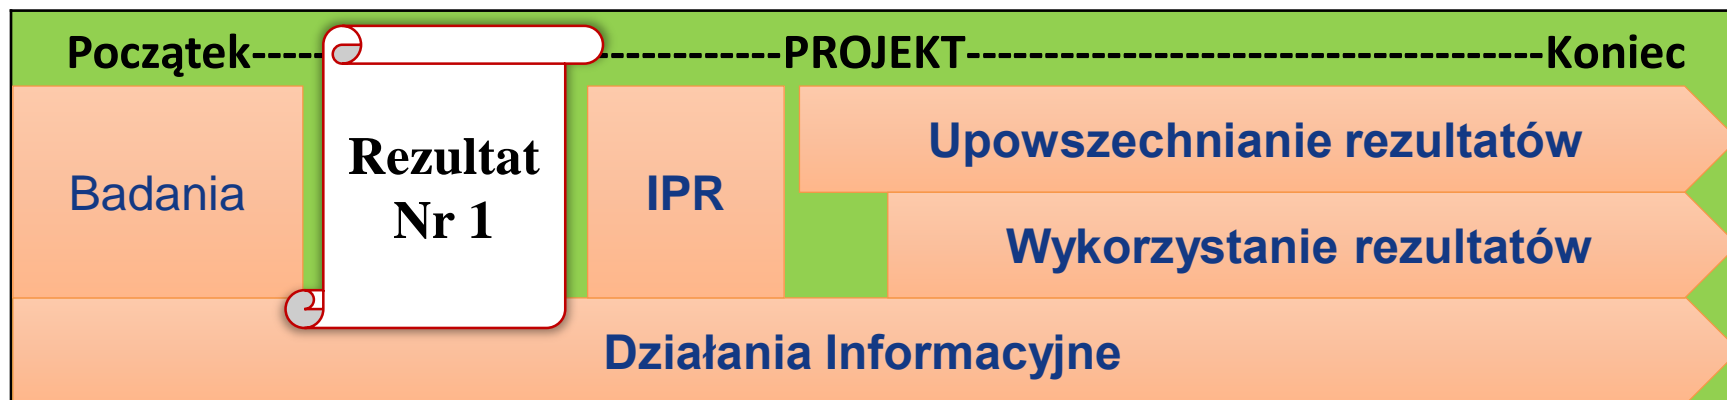 Początek-----------------PROJEKT--------------------------------Koniec
Badania
Rezultat
Nr 1
IPR
Upowszechnianie rezultatów
Wykorzystanie rezultatów
Działania Informacyjne